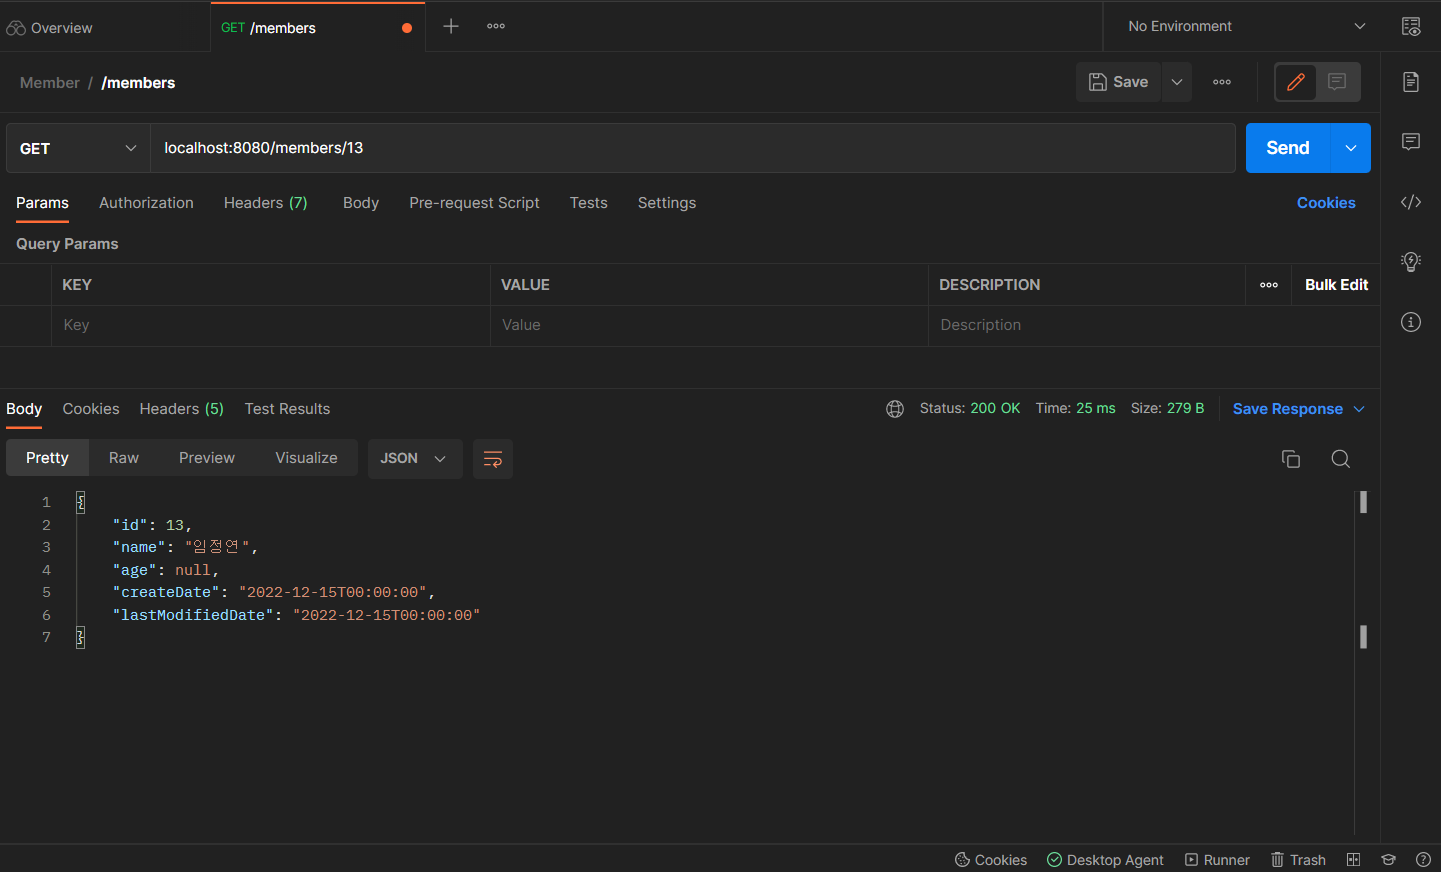 Overview GET /members No Environment
Member / /members Save
GET localhost:8080/members/13 Send
Params Authorization Headers (7) Body Pre-request Script Tests Settings Cookies
Query Params
KEY VALUE DESCRIPTION Bulk Edit
Key Value Description
Body Cookies Headers (5) Test Results Status: 200 OK Time: 25 ms Size: 279 B Save Response
Pretty Raw Preview Visualize JSON
1 {
2 "id": 13,
3 "name": "임정연",
4 "age": null,
5 "createDate": "2022-12-15T00:00:00",
6 "lastModifiedDate": "2022-12-15T00:00:00"
7 }
Cookies Desktop Agent Runner Trash